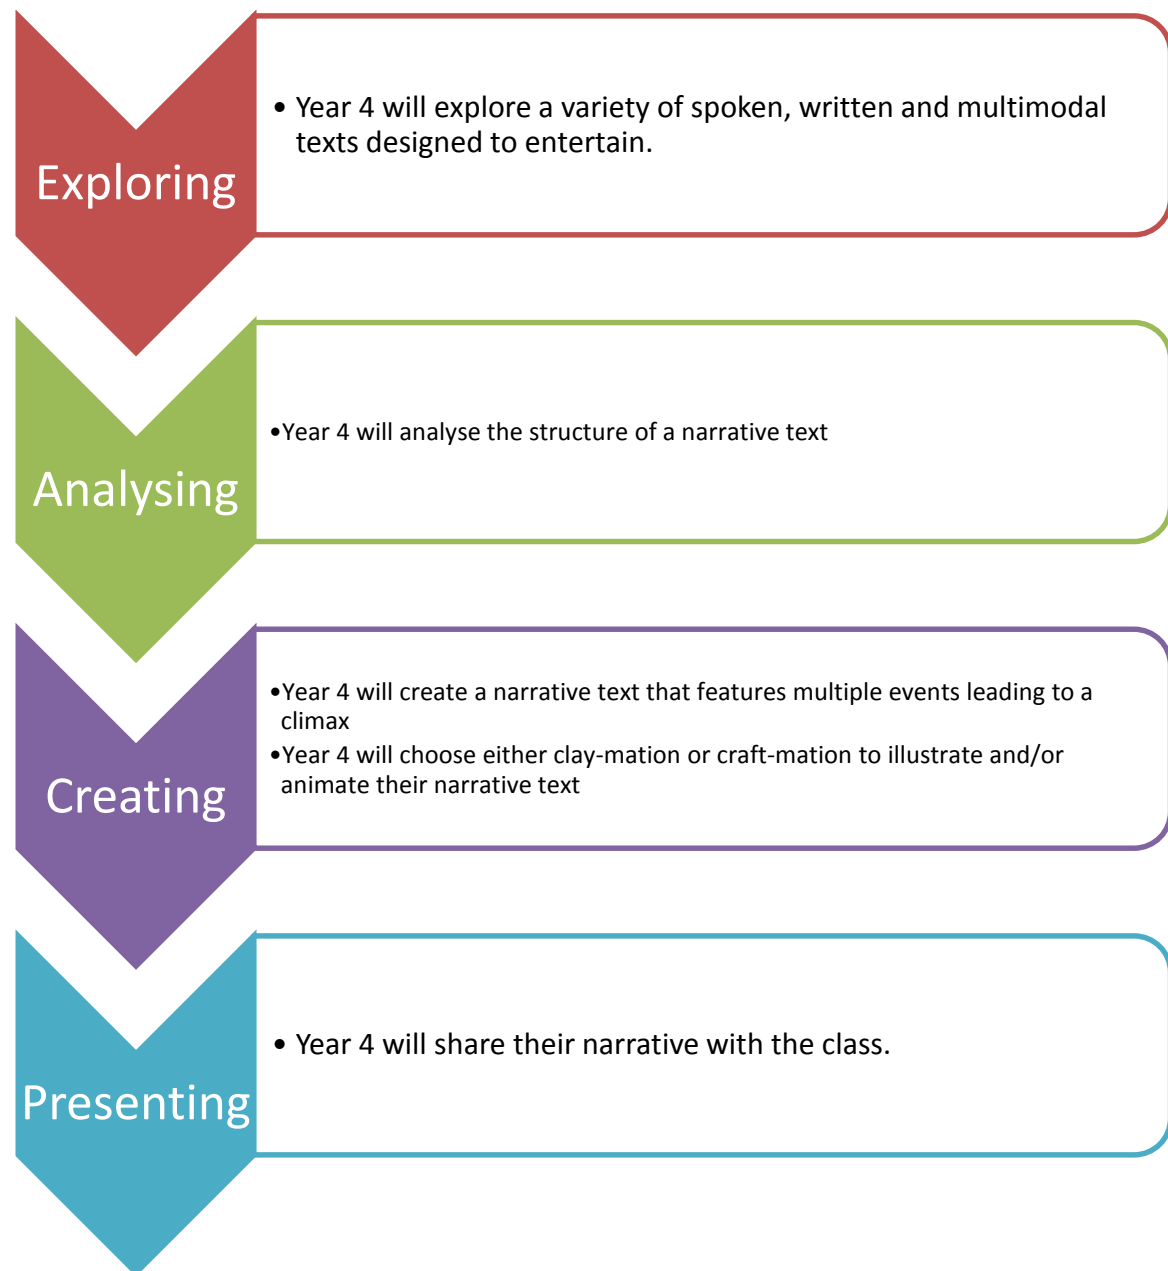 Exploring
• Year 4 will explore a variety of spoken, written and multimodal
texts designed to entertain.
Analysing
•Year 4 will analyse the structure of a narrative text
Creating
•Year 4 will create a narrative text that features multiple events leading to a
climax
•Year 4 will choose either clay-mation or craft-mation to illustrate and/or
animate their narrative text
Presenting
• Year 4 will share their narrative with the class.